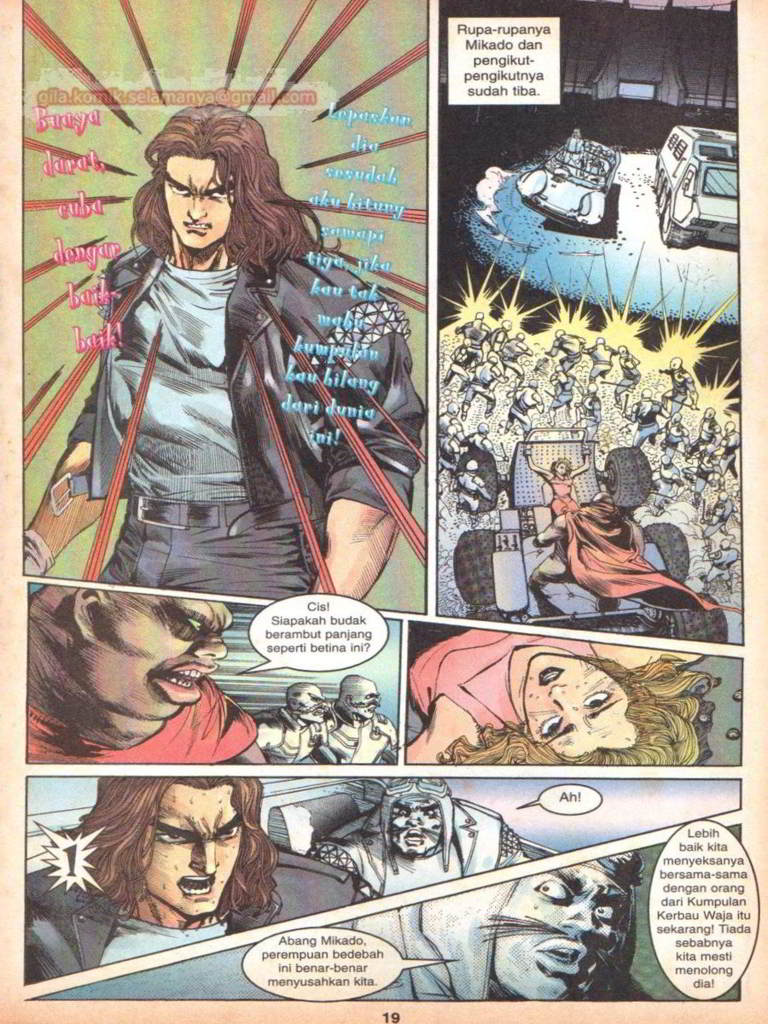 gila.komik.selamanya@gmail.com
Buaya
darat,
cuba
dengar
baik-
baik!
Lepaskan
dia
sesudah
aku hitung
sampai
tiga, jika
kau tak
mahu
kumpulan
kau hilang
dari dunia
ini!
Rupa-rupanya
Mikado dan
pengikut-
pengikutnya
sudah tiba.
Cis!
Siapakah budak
berambut panjang
seperti betina ini?
1
Ah!
Abang Mikado,
perempuan bedebah
ini benar-benar
menyusahkan kita.
Lebih
baik kita
menyeksanya
bersama-sama
dengan orang
dari Kumpulan
Kerbau Waja itu
sekarang! Tiada
sebabnya
kita mesti
menolong
dia!
19